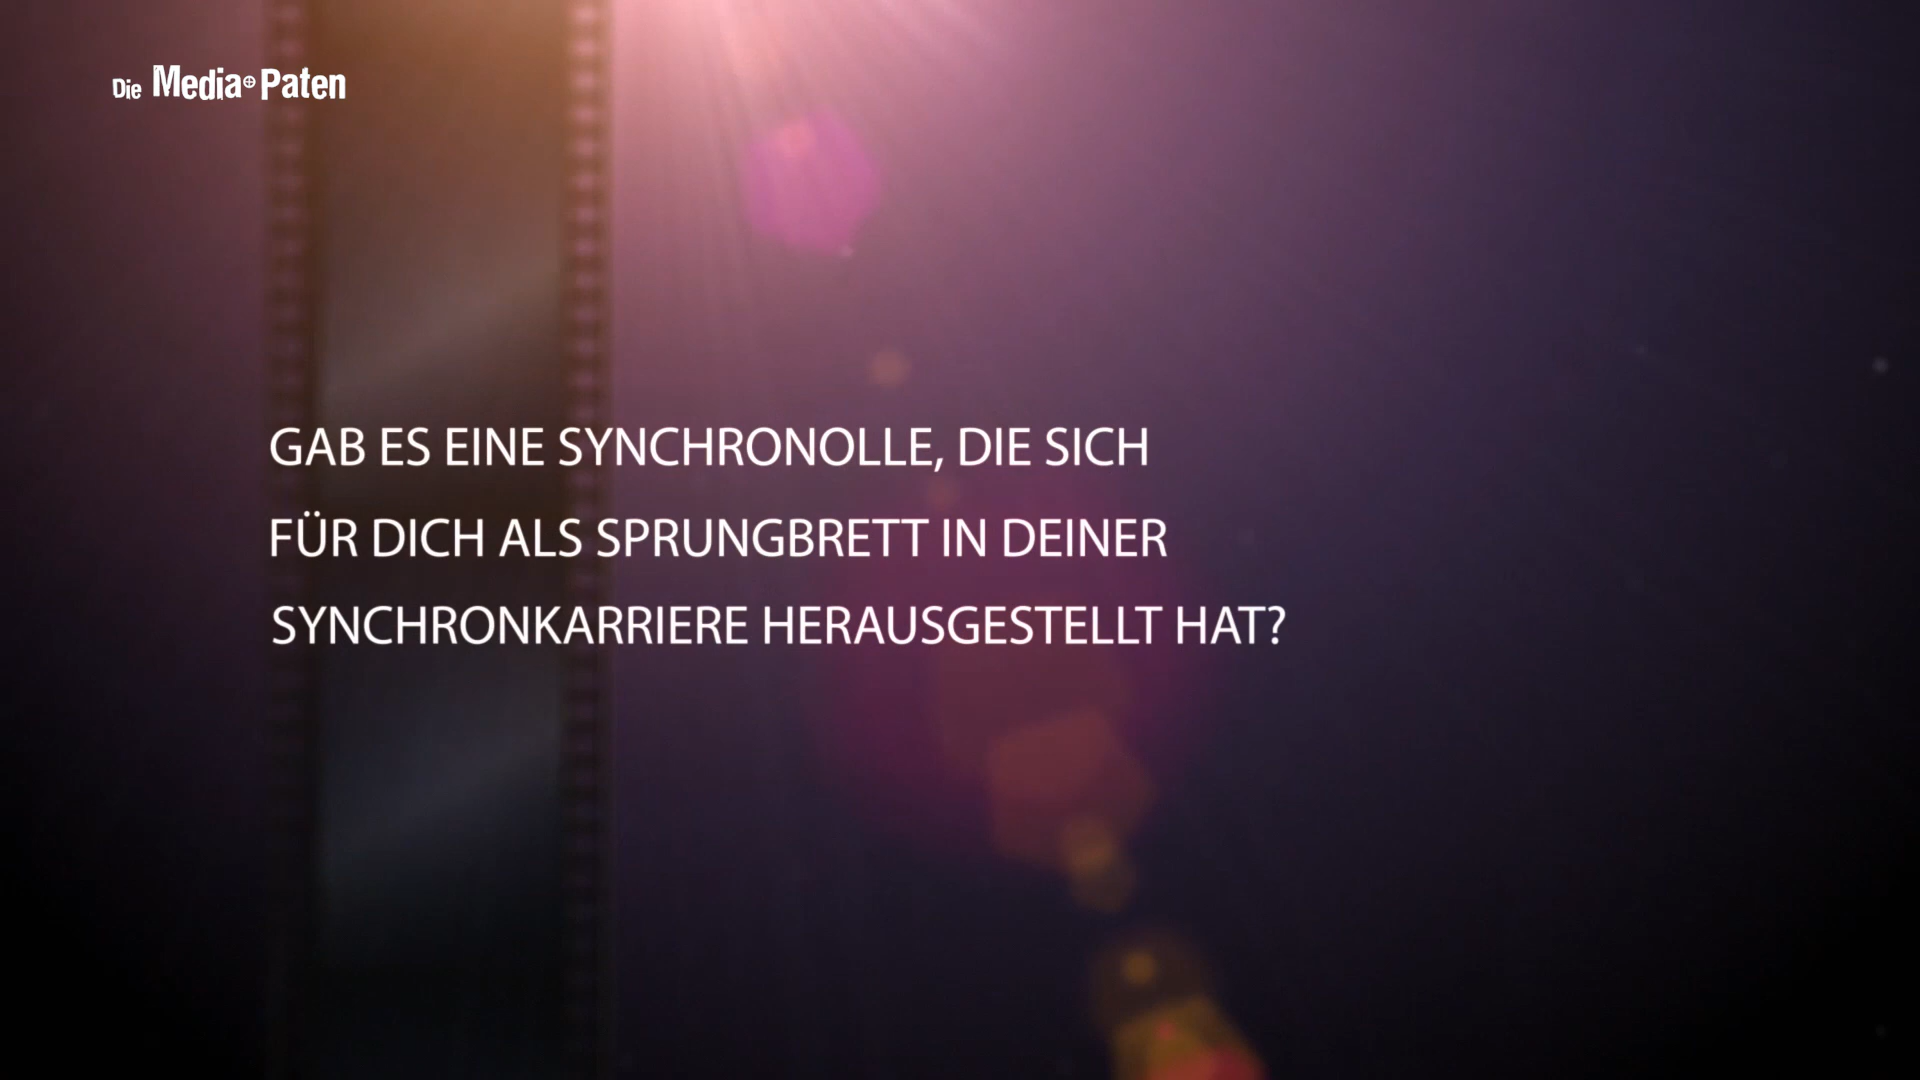 Die Media Paten
GAB ES EINE SYNCHRONOLLE, DIE SICH
FÜR DICH ALS SPRUNGBRETT IN DEINER
SYNCHRONKARRIERE HERAUSGESTELLT HAT?